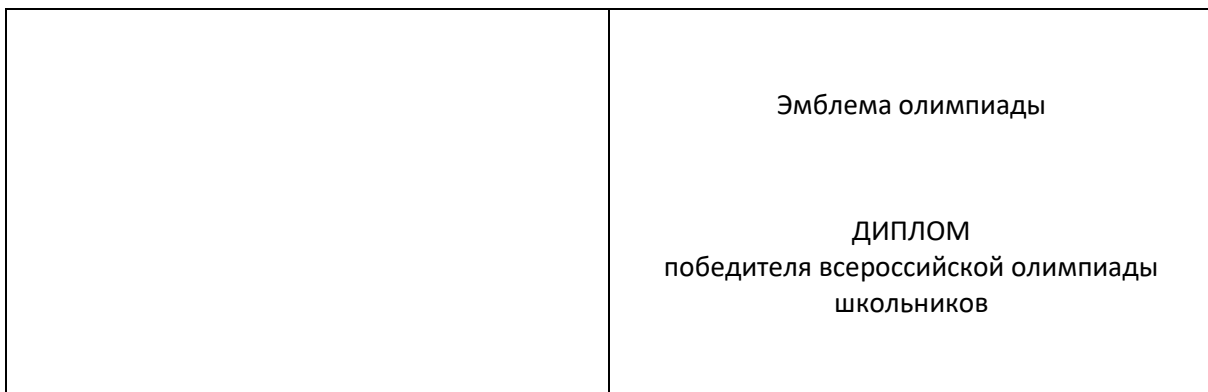 Эмблема олимпиады
ДИПЛОМ
победителя всероссийской олимпиады
школьников